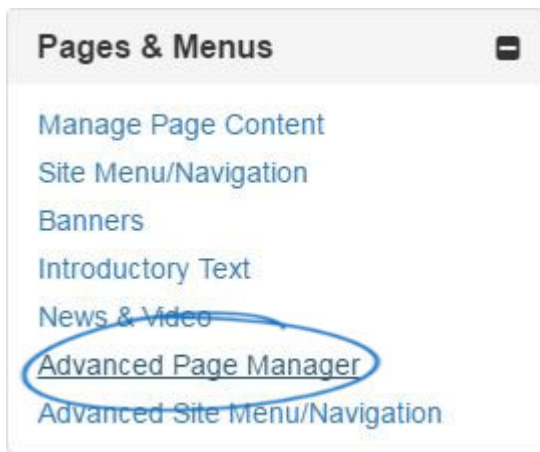 Pages & Menus
Manage Page Content
Site Menu/Navigation
Banners
Introductory Text
News & Video
Advanced Page Manager
Advanced Site Menu/Navigation